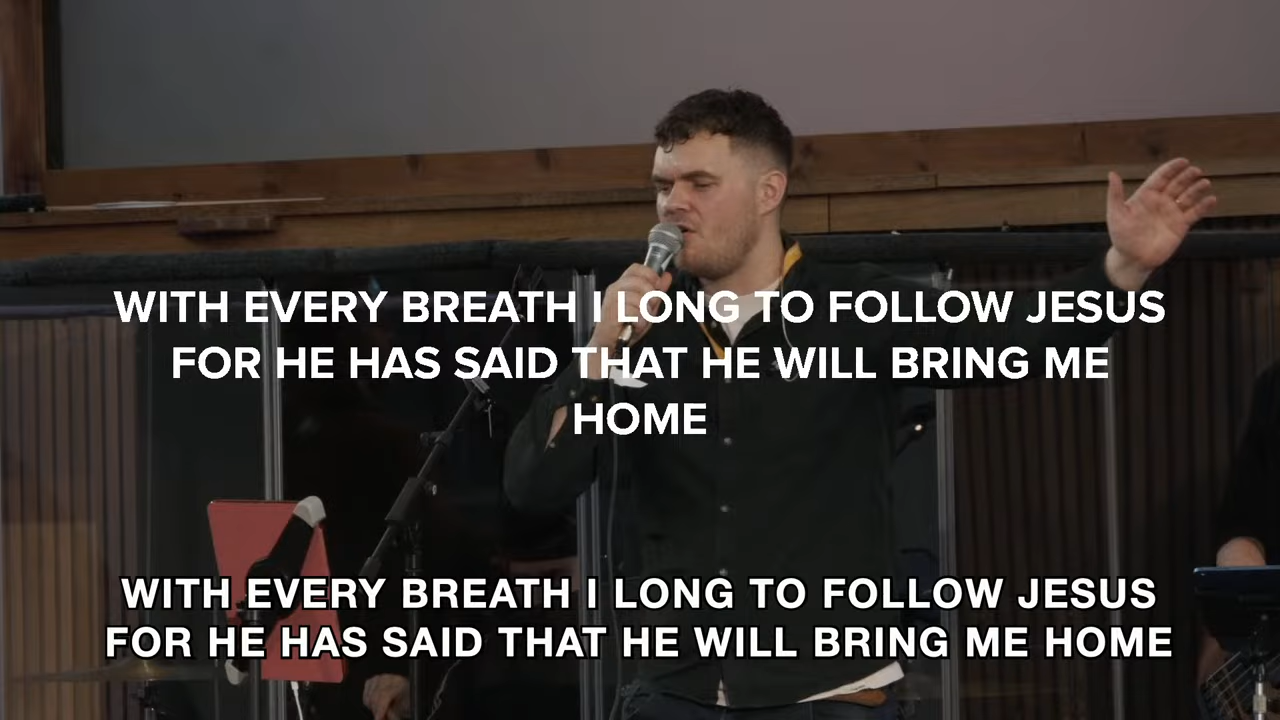 WITH EVERY BREATH I LONG TO FOLLOW JESUS
FOR HE HAS SAID THAT HE WILL BRING ME
HOME
WITH EVERY BREATH I LONG TO FOLLOW JESUS
FOR HE HAS SAID THAT HE WILL BRING ME HOME